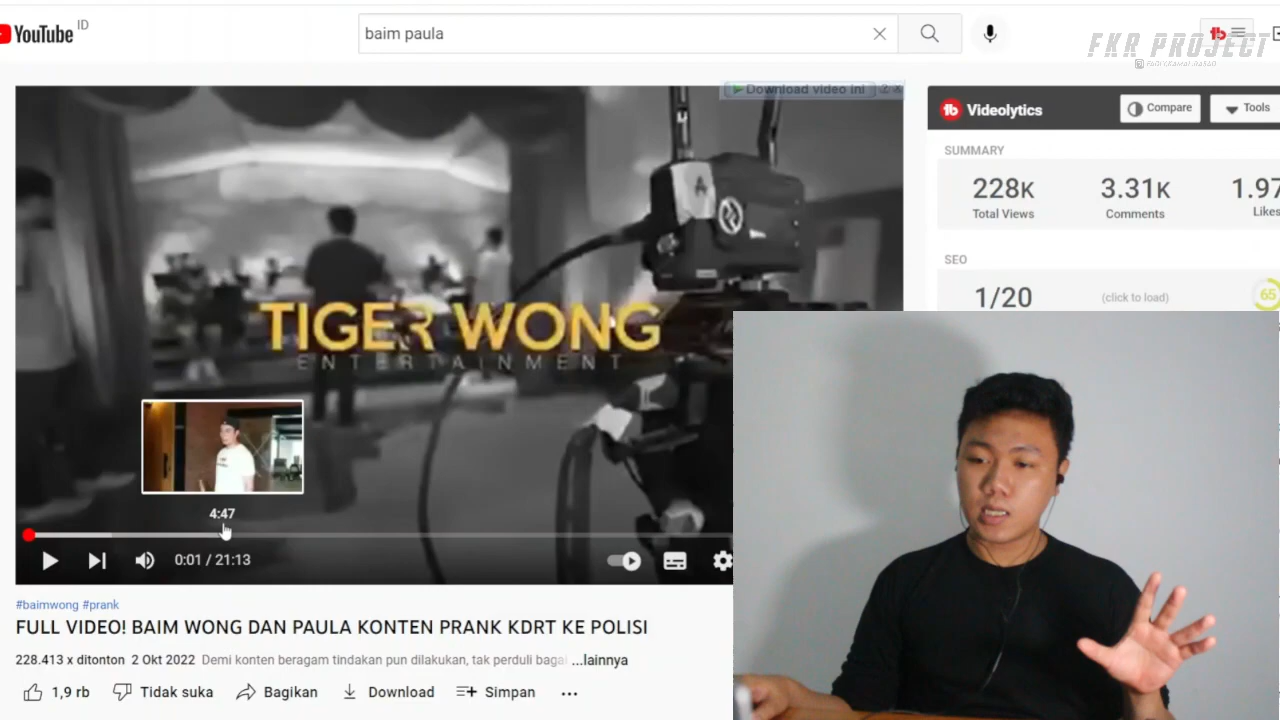 YouTube ID
baim paula
FKR PROJECT
Download video ini ? x
Videolytics
Compare
Tools
SUMMARY
228K
3.31K
1.97
Total Views
Comments
Likes
SEO
1/20
(click to load)
65
A
TIGER WONG
ENTERTAINMENT
4:47
0:01 / 21:13
#baimwong #prank
FULL VIDEO! BAIM WONG DAN PAULA KONTEN PRANK KDRT KE POLISI
228.413 x ditonton 2 Okt 2022 Demi konten beragam tindakan pun dilakukan, tak perduli bagai ...lainnya
1,9 rb
Tidak suka
Bagikan
Download
Simpan